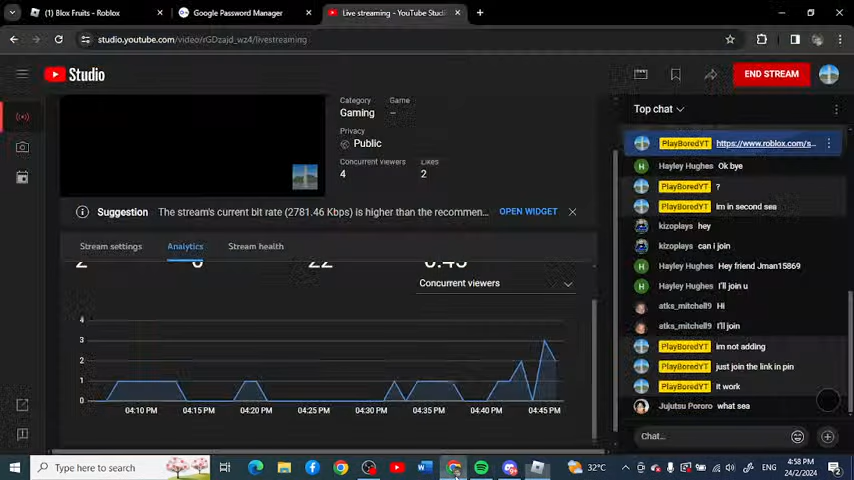 (1) Blox Fruits - Roblox
Google Password Manager
Live streaming - YouTube Studi
studio.youtube.com/video/rGDzajd_wz4/livestreaming
Studio
END STREAM
Category
Game
Gaming
–
Privacy
Public
Concurrent viewers
Likes
4
2
Suggestion
The stream's current bit rate (2781.46 Kbps) is higher than the recommen...
OPEN WIDGET
Stream settings
Analytics
Stream health
Concurrent viewers
4
3
2
1
0
04:10 PM
04:15 PM
04:20 PM
04:25 PM
04:30 PM
04:35 PM
04:40 PM
04:45 PM
Top chat
PlayBoredYT https://www.roblox.com/s...
H Hayley Hughes Ok bye
PlayBoredYT ?
PlayBoredYT im in second sea
kizoplays hey
kizoplays can i join
H Hayley Hughes Hey friend Jman15869
H Hayley Hughes I'll join u
atks_mitchell9 Hi
atks_mitchell9 I'll join
PlayBoredYT im not adding
PlayBoredYT just join the link in pin
PlayBoredYT it work
Jujutsu Pororo what sea
Chat...
Type here to search
32°C
ENG
4:58 PM
24/2/2024